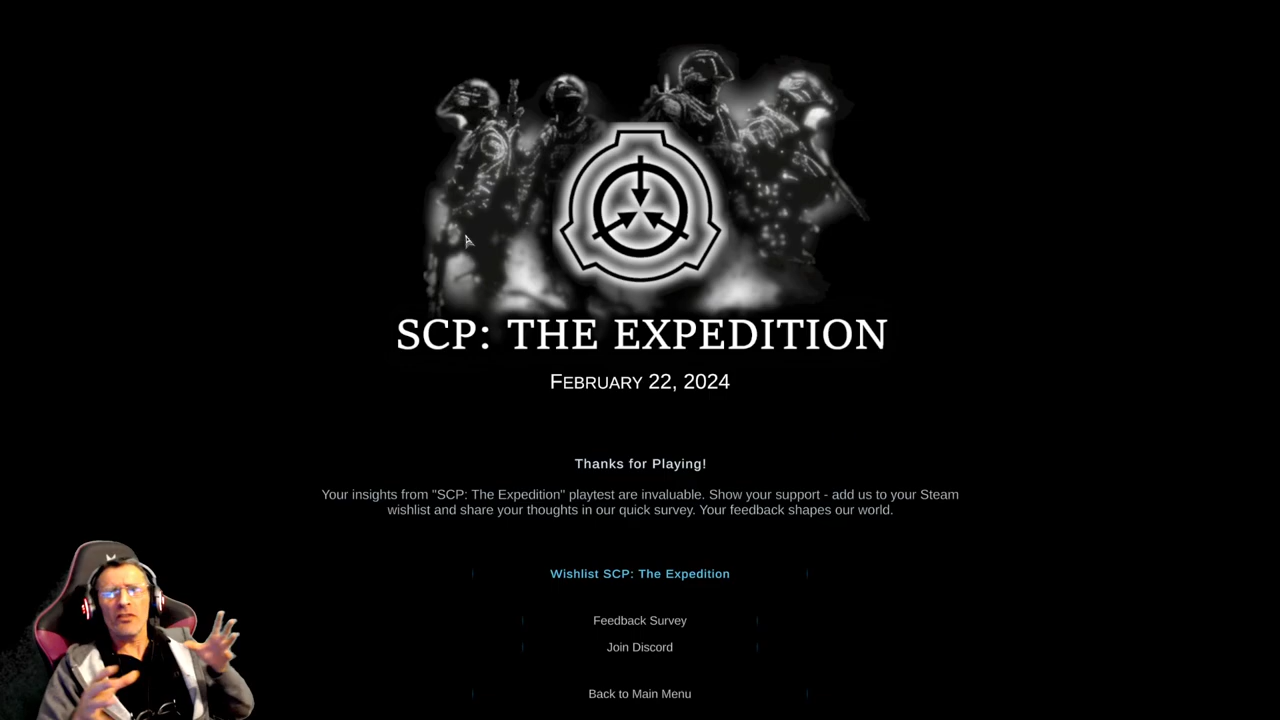 SCP: THE EXPEDITION
FEBRUARY 22, 2024
Thanks for Playing!
Your insights from "SCP: The Expedition" playtest are invaluable. Show your support - add us to your Steam
wishlist and share your thoughts in our quick survey. Your feedback shapes our world.
Wishlist SCP: The Expedition
Feedback Survey
Join Discord
Back to Main Menu